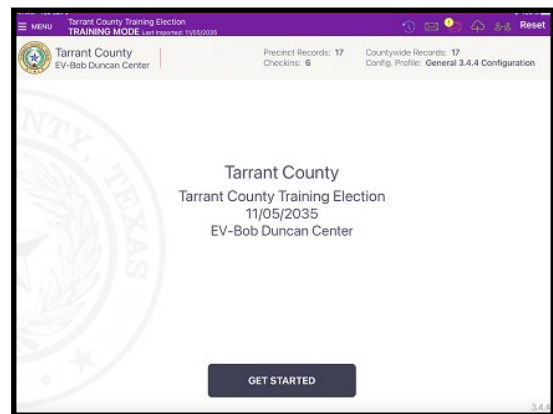 MENU
Tarrant County Training Election
TRAINING MODE Last Imported: 11/05/2035
Reset
Tarrant County
EV-Bob Duncan Center
Precinct Records: 17
Checkins: 6
Countywide Records: 17
Config. Profile: General 3.4.4 Configuration
NTY, TEXAS
Tarrant County
Tarrant County Training Election
11/05/2035
EV-Bob Duncan Center
GET STARTED
3.4.4